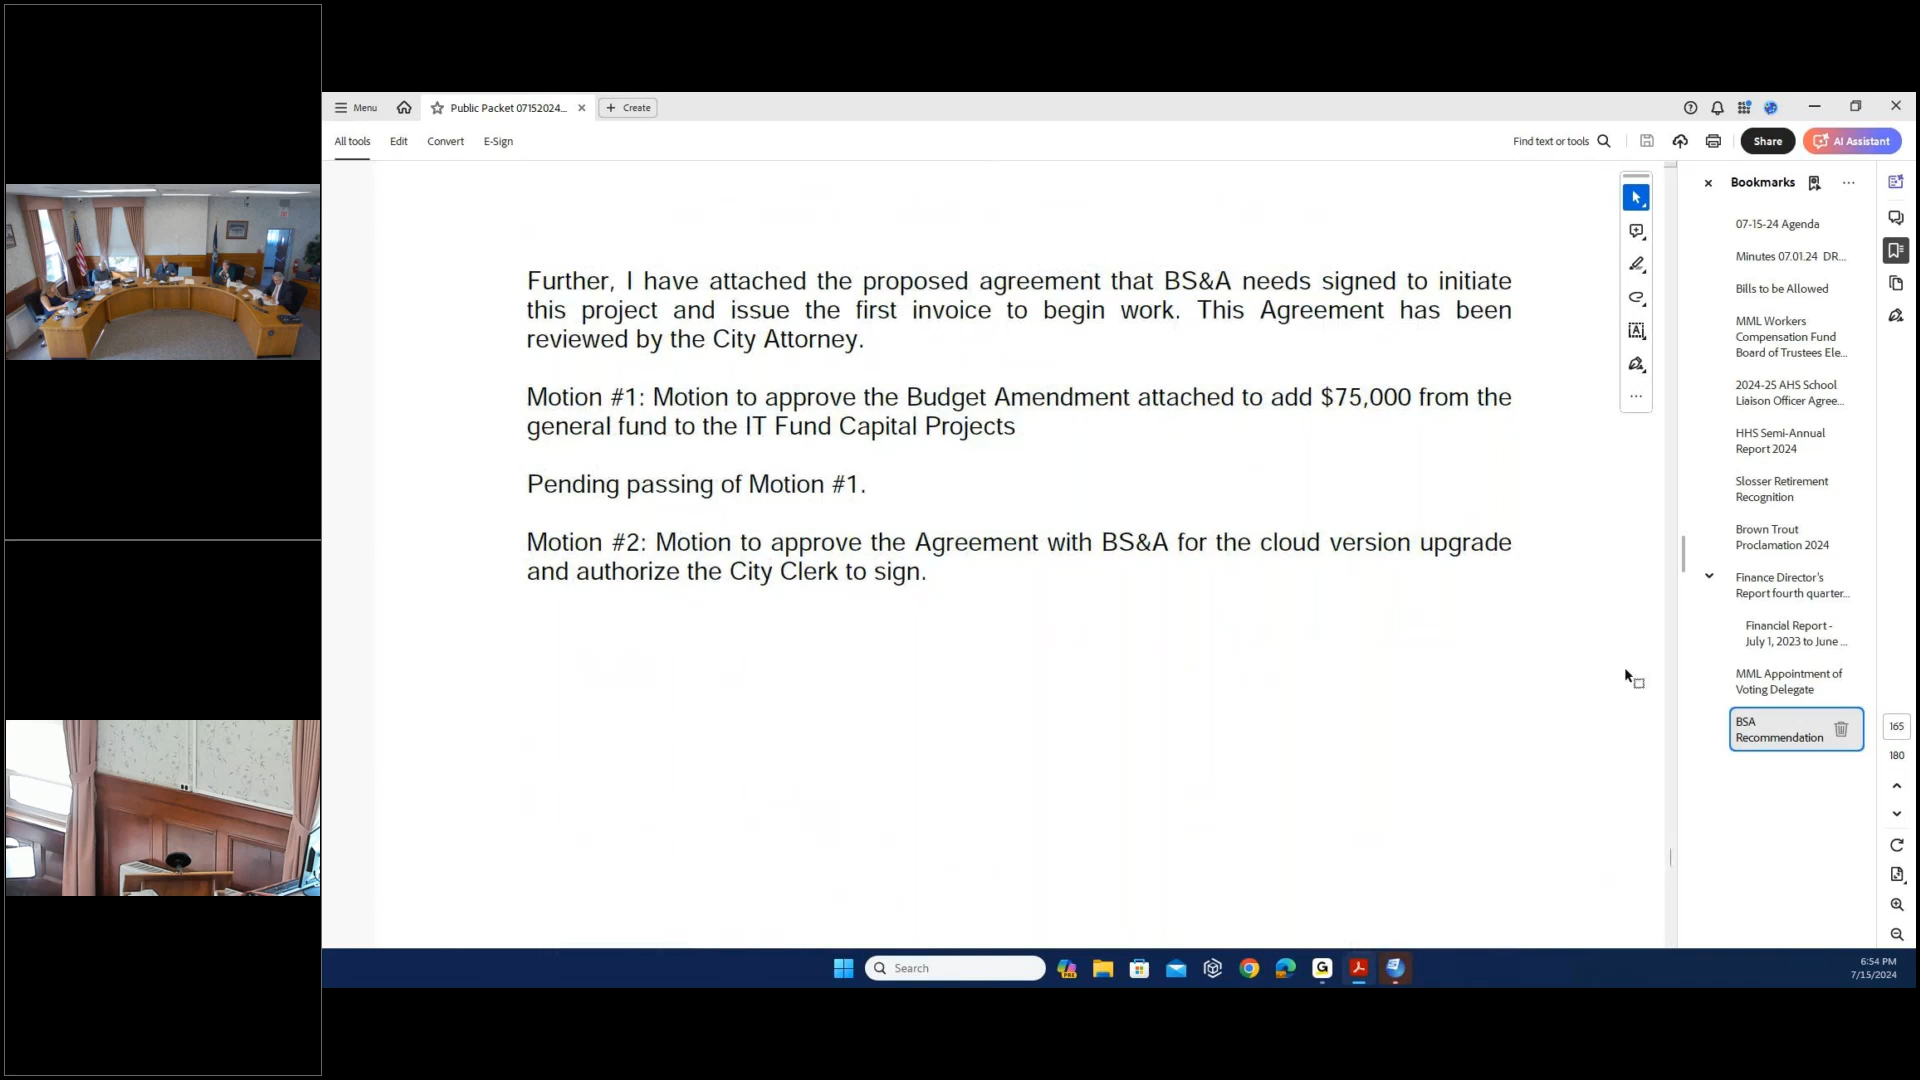 Menu
Public Packet 07152024...
Create
All tools
Edit
Convert
E-Sign
Find text or tools
Share
AI Assistant
Further, I have attached the proposed agreement that BS&A needs signed to initiate
this project and issue the first invoice to begin work. This Agreement has been
reviewed by the City Attorney.
Motion #1: Motion to approve the Budget Amendment attached to add $75,000 from the
general fund to the IT Fund Capital Projects
Pending passing of Motion #1.
Motion #2: Motion to approve the Agreement with BS&A for the cloud version upgrade
and authorize the City Clerk to sign.
Bookmarks
07-15-24 Agenda
Minutes 07.01.24 DR...
Bills to be Allowed
MML Workers
Compensation Fund
Board of Trustees Ele...
2024-25 AHS School
Liaison Officer Agree...
HHS Semi-Annual
Report 2024
Slosser Retirement
Recognition
Brown Trout
Proclamation 2024
Finance Director's
Report fourth quarter...
Financial Report -
July 1, 2023 to June ...
MML Appointment of
Voting Delegate
BSA
Recommendation
165
180
Search
6:54 PM
7/15/2024